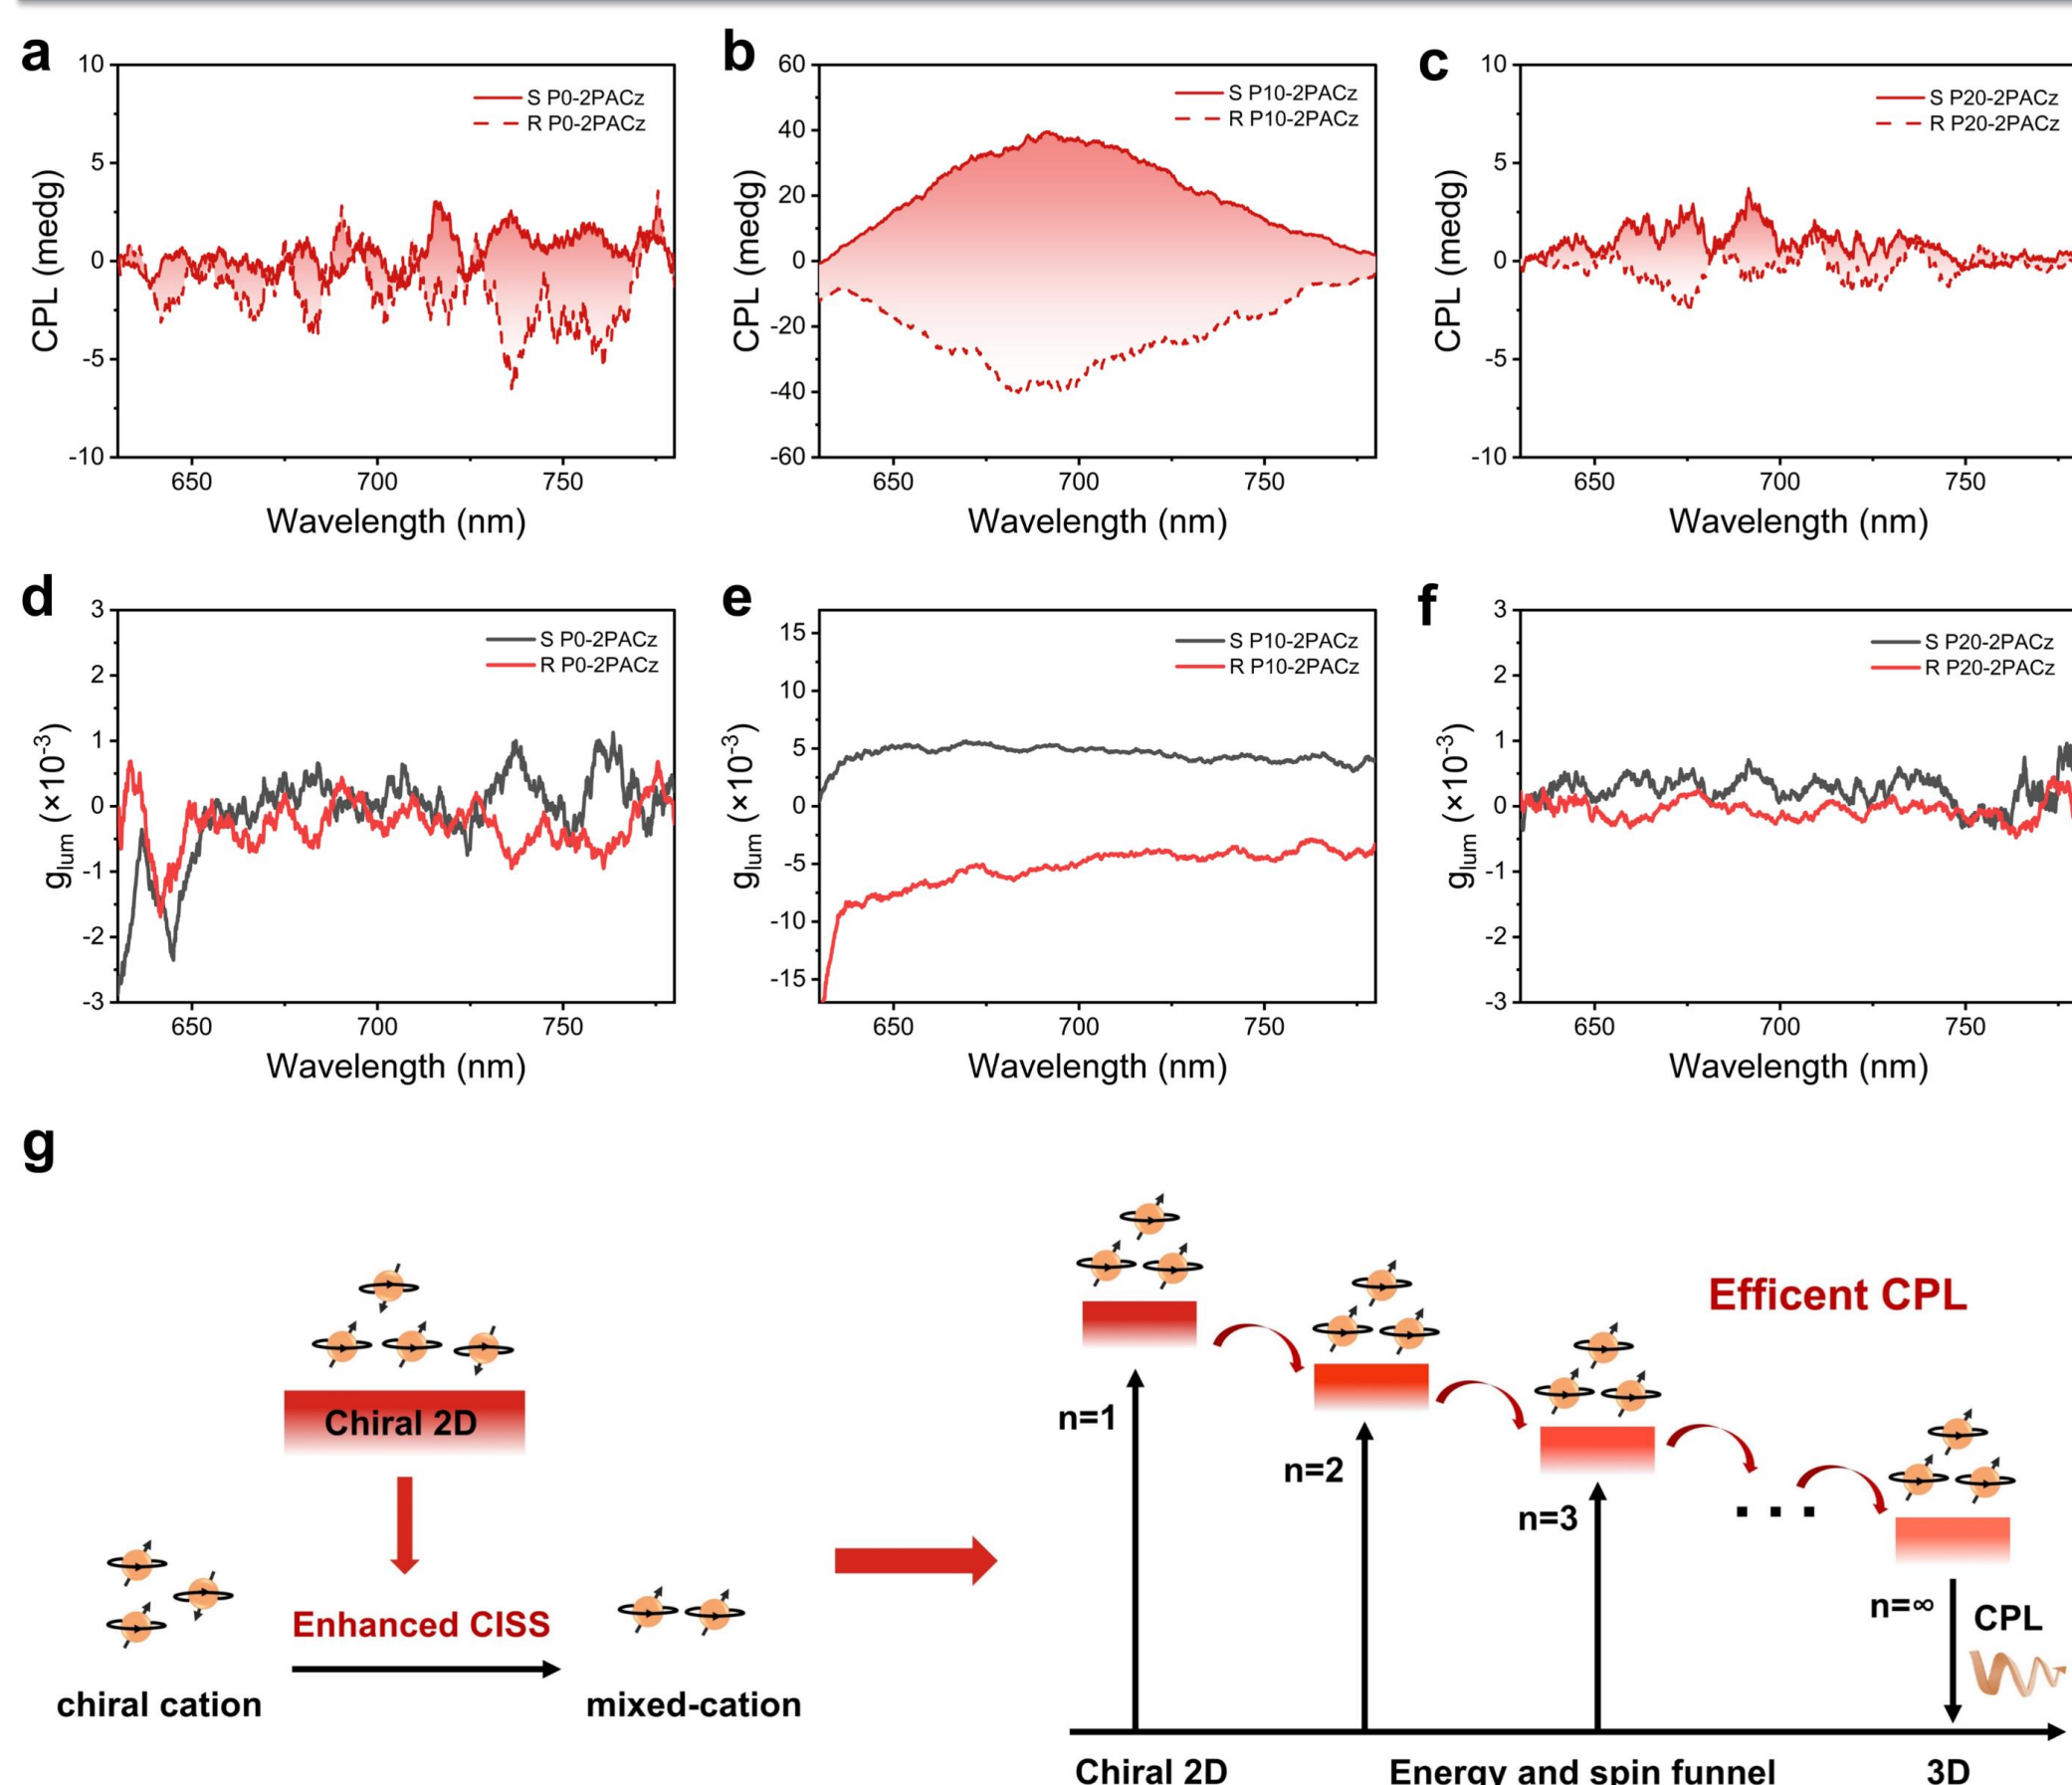 a
10
5
0
-5
-10
CPL (medg)
S P0-2PACz
R P0-2PACz
650 700 750
Wavelength (nm)
b
60
40
20
0
-20
-40
-60
CPL (medg)
S P10-2PACz
R P10-2PACz
650 700 750
Wavelength (nm)
c
10
5
0
-5
-10
CPL (medg)
S P20-2PACz
R P20-2PACz
650 700 750
Wavelength (nm)
d
3
2
1
0
-1
-2
-3
glum (×10-3)
S P0-2PACz
R P0-2PACz
650 700 750
Wavelength (nm)
e
15
10
5
0
-5
-10
-15
glum (×10-3)
S P10-2PACz
R P10-2PACz
650 700 750
Wavelength (nm)
f
3
2
1
0
-1
-2
-3
glum (×10-3)
S P20-2PACz
R P20-2PACz
650 700 750
Wavelength (nm)
g
Chiral 2D
Enhanced CISS
chiral cation
mixed-cation
Efficent CPL
n=1
n=2
n=3
...
n=∞
CPL
Chiral 2D
Energy and spin funnel
3D